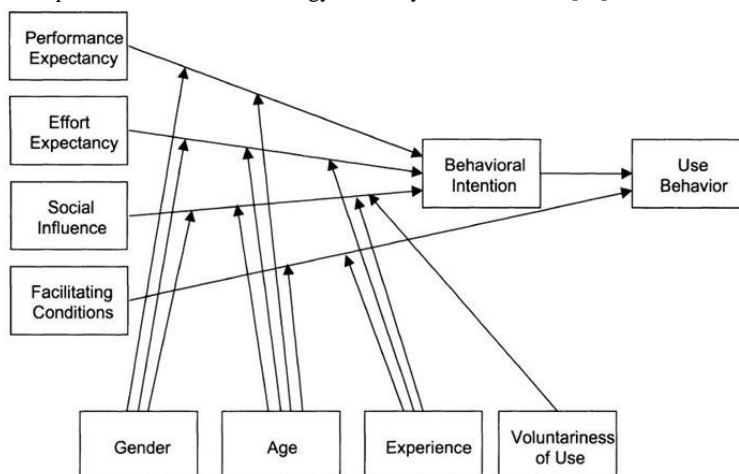 Performance
Expectancy
Effort
Expectancy
Social
Influence
Facilitating
Conditions
Behavioral
Intention
Use
Behavior
Gender
Age
Experience
Voluntariness
of Use